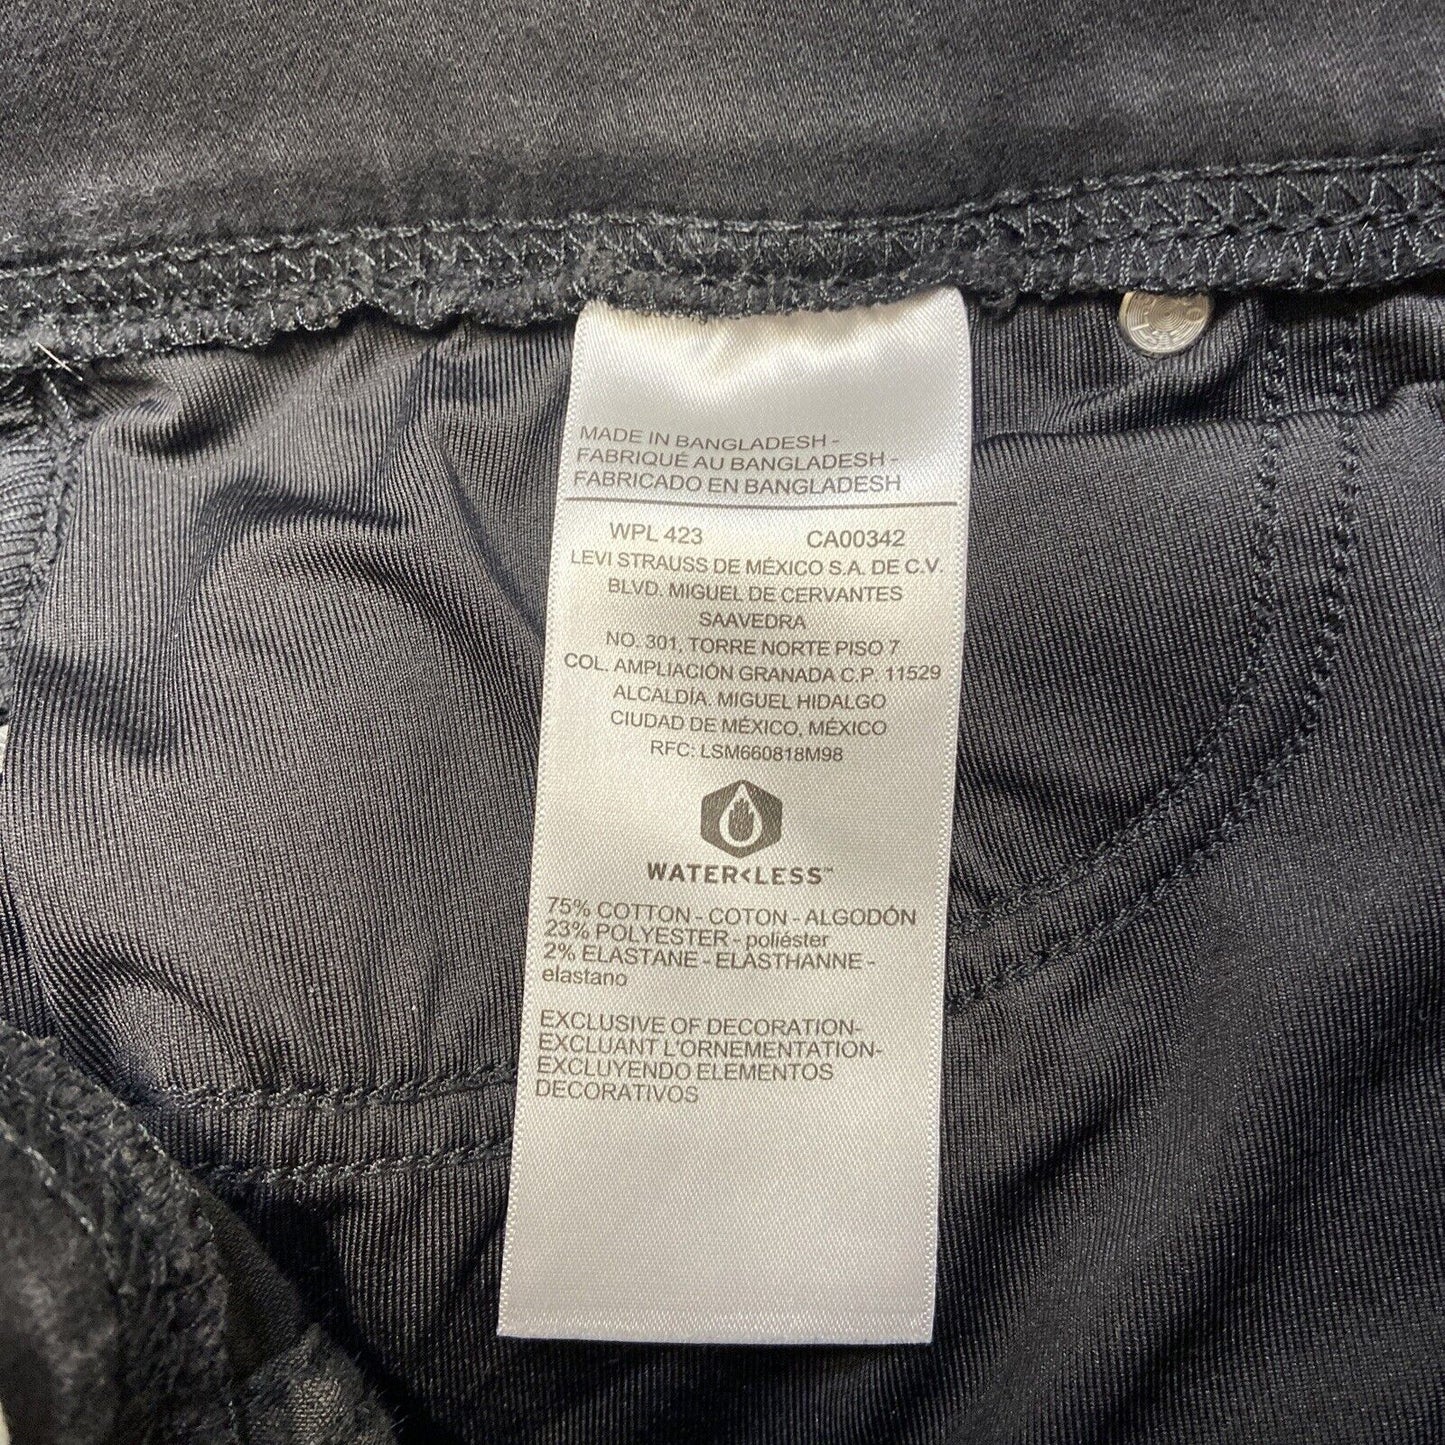 MADE IN BANGLADESH -
FABRIQUÉ AU BANGLADESH -
FABRICADO EN BANGLADESH
WPL 423 CA00342
LEVI STRAUSS DE MÉXICO S.A. DE C.V.
BLVD. MIGUEL DE CERVANTES
SAAVEDRA
NO. 301, TORRE NORTE PISO 7
COL. AMPLIACIÓN GRANADA C.P. 11529
ALCALDÍA. MIGUEL HIDALGO
CIUDAD DE MÉXICO, MÉXICO
RFC: LSM660818M98
WATER<LESS™
75% COTTON - COTON - ALGODÓN
23% POLYESTER - poliéster
2% ELASTANE - ELASTHANNE -
elastano
EXCLUSIVE OF DECORATION-
EXCLUANT L'ORNEMENTATION-
EXCLUYENDO ELEMENTOS
DECORATIVOS